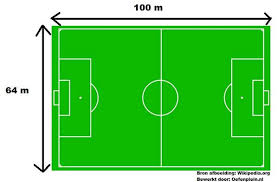 100 m
64 m
Bron afbeelding: Wikipedia.org
Bewerkt door: Oefenplein.nl